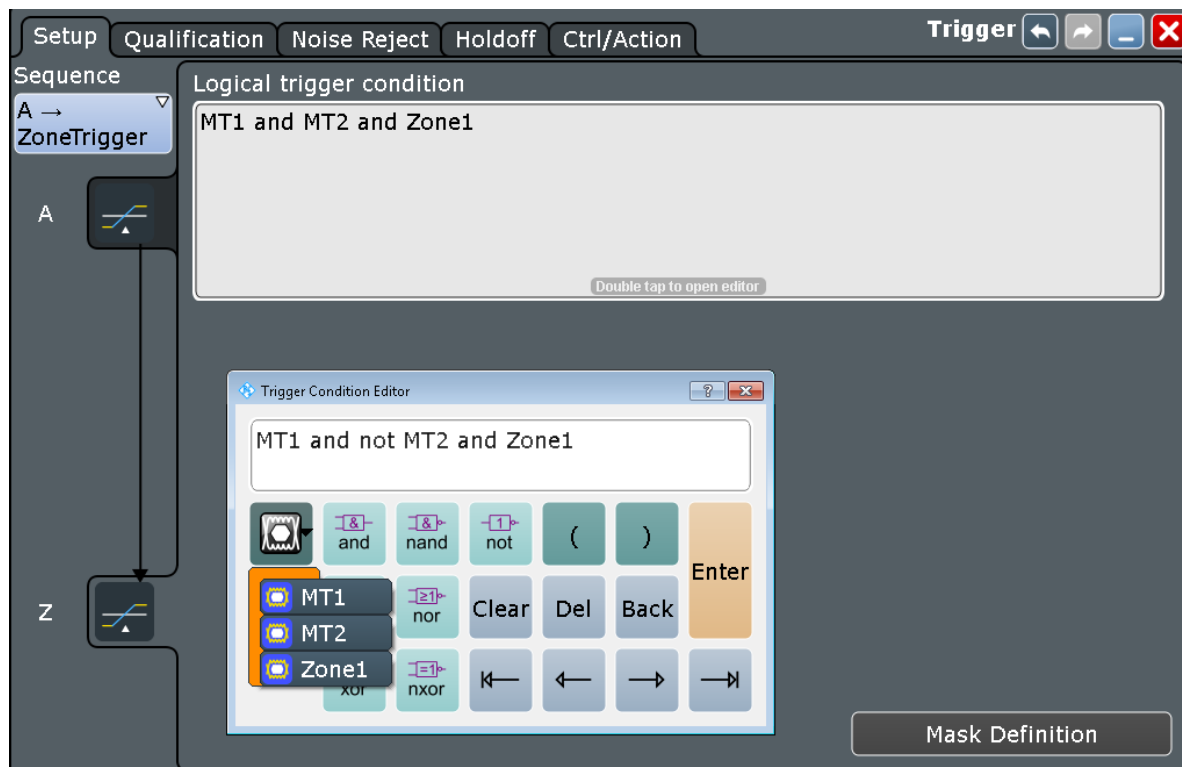 Setup Qualification Noise Reject Holdoff Ctrl/Action Trigger
Sequence
A →
ZoneTrigger
Logical trigger condition
MT1 and MT2 and Zone1
A
Double tap to open editor
Trigger Condition Editor ?
MT1 and not MT2 and Zone1
& & 1
and nand not ( ) Enter
MT1
MT2
Zone1
≥1
nor Clear Del Back
=1
xor nxor
Z
Mask Definition